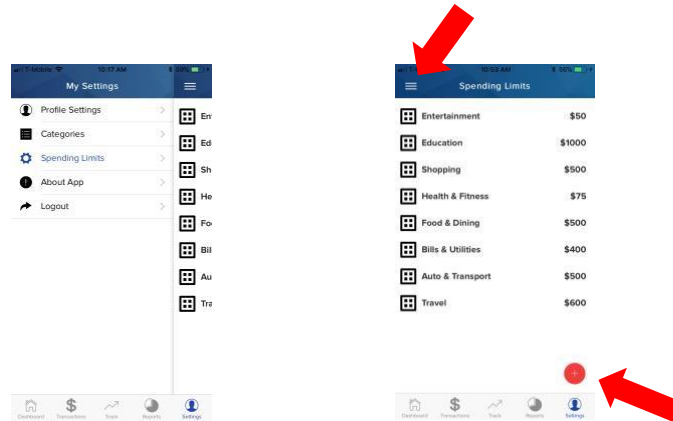 10:17 AM
My Settings
Profile Settings
Categories
Spending Limits
About App
Logout
En
Ed
Sh
He
Fo
Bil
Au
Tra
Dashboard Transactions Track Reports Settings
10:53 AM
Spending Limits
Entertainment $50
Education $1000
Shopping $500
Health & Fitness $75
Food & Dining $500
Bills & Utilities $400
Auto & Transport $500
Travel $600
Dashboard Transactions Track Reports Settings